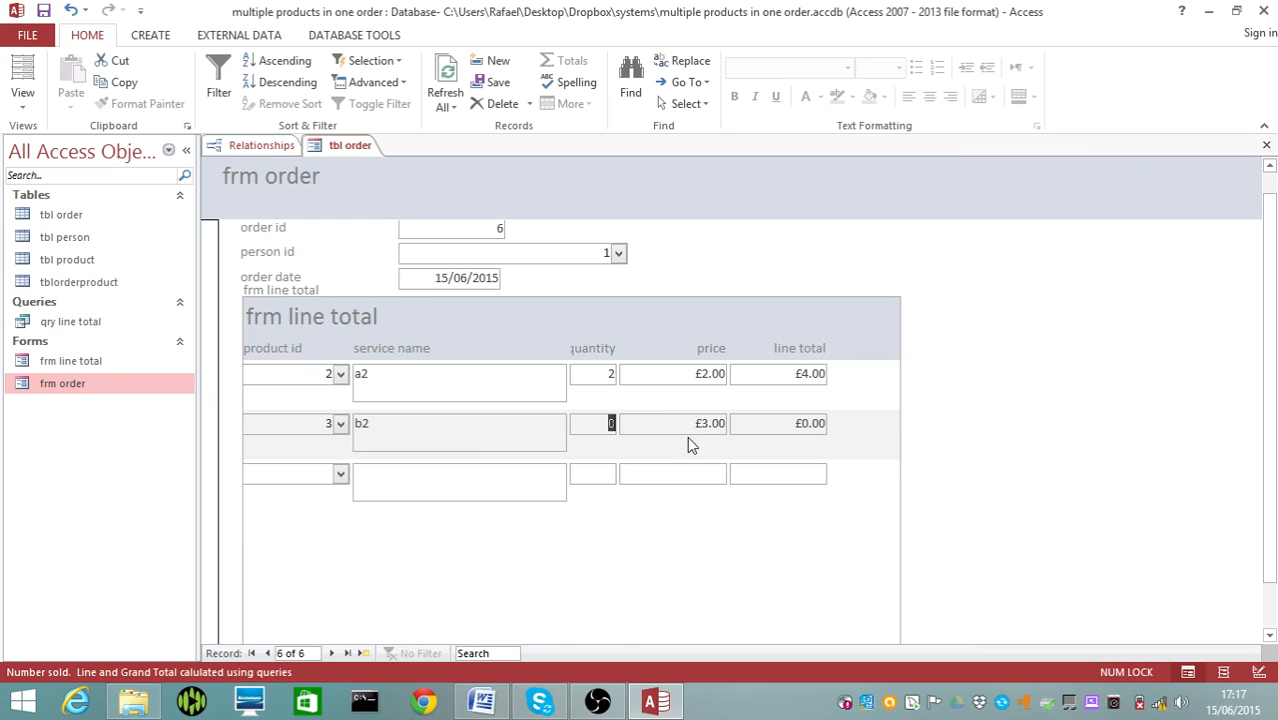 multiple products in one order : Database- C:\Users\Rafael\Desktop\Dropbox\systems\multiple products in one order.accdb (Access 2007 - 2013 file format) - Access
?
FILE HOME CREATE EXTERNAL DATA DATABASE TOOLS Sign in
View Paste Cut Copy Format Painter Filter Ascending Descending Remove Sort Selection Advanced Toggle Filter Refresh All New Save Delete Totals Spelling More Find Replace Go To Select B I U A
Views Clipboard Sort & Filter Records Find Text Formatting
All Access Obje... Relationships tbl order
Search...
frm order
Tables
tbl order
tbl person
tbl product
tblorderproduct
Queries
qry line total
Forms
frm line total
frm order
order id 6
person id 1
order date 15/06/2015
frm line total
frm line total
product id service name quantity price line total
2 a2 2 £2.00 £4.00
3 b2 0 £3.00 £0.00
Record: 6 of 6 No Filter Search
Number sold. Line and Grand Total calulated using queries NUM LOCK
17:17
15/06/2015